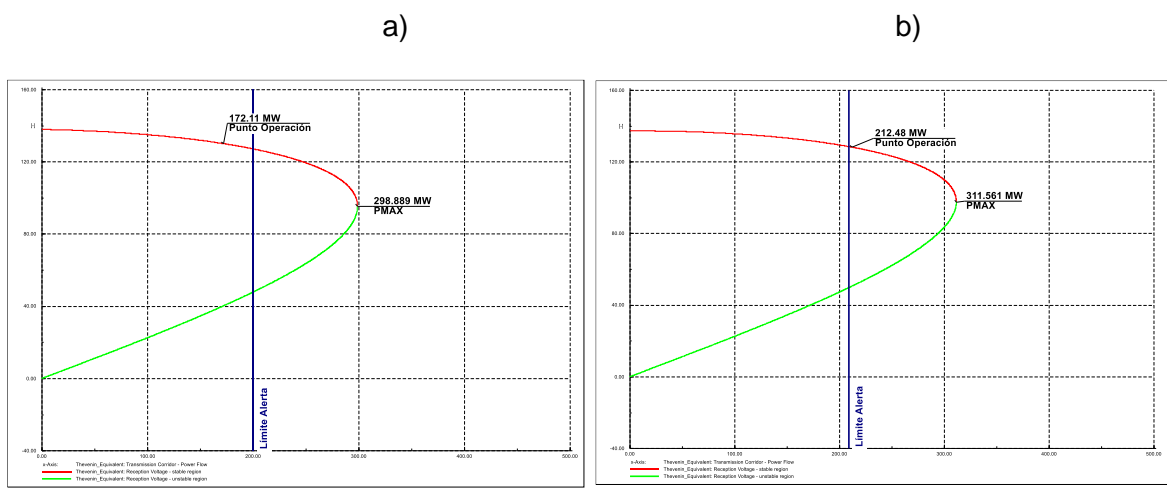 a)
b)
160.00
H
120.00
80.00
40.00
0.00
-40.00
172.11 MW
Punto Operación
298.889 MW
PMAX
Límite Alerta
0.00
100.00
200.00
300.00
400.00
500.00
x-Axis: Thevenin_Equivalent: Transmission Corridor - Power Flow
Thevenin_Equivalent: Reception Voltage - stable region
Thevenin_Equivalent: Reception Voltage - unstable region
160.00
H
120.00
80.00
40.00
0.00
-40.00
212.48 MW
Punto Operación
311.561 MW
PMAX
Límite Alerta
0.00
100.00
200.00
300.00
400.00
500.00
x-Axis: Thevenin_Equivalent: Transmission Corridor - Power Flow
Thevenin_Equivalent: Reception Voltage - stable region
Thevenin_Equivalent: Reception Voltage - unstable region